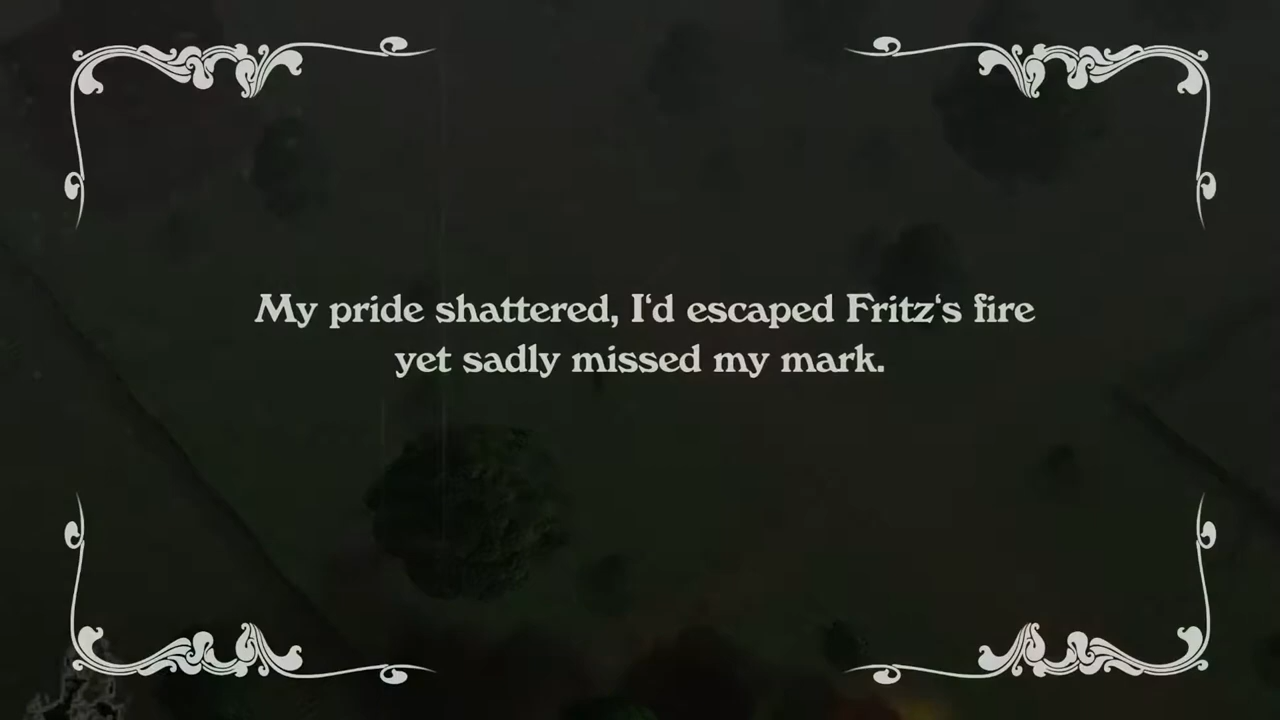 My pride shattered, I‘d escaped Fritz‘s fire
yet sadly missed my mark.